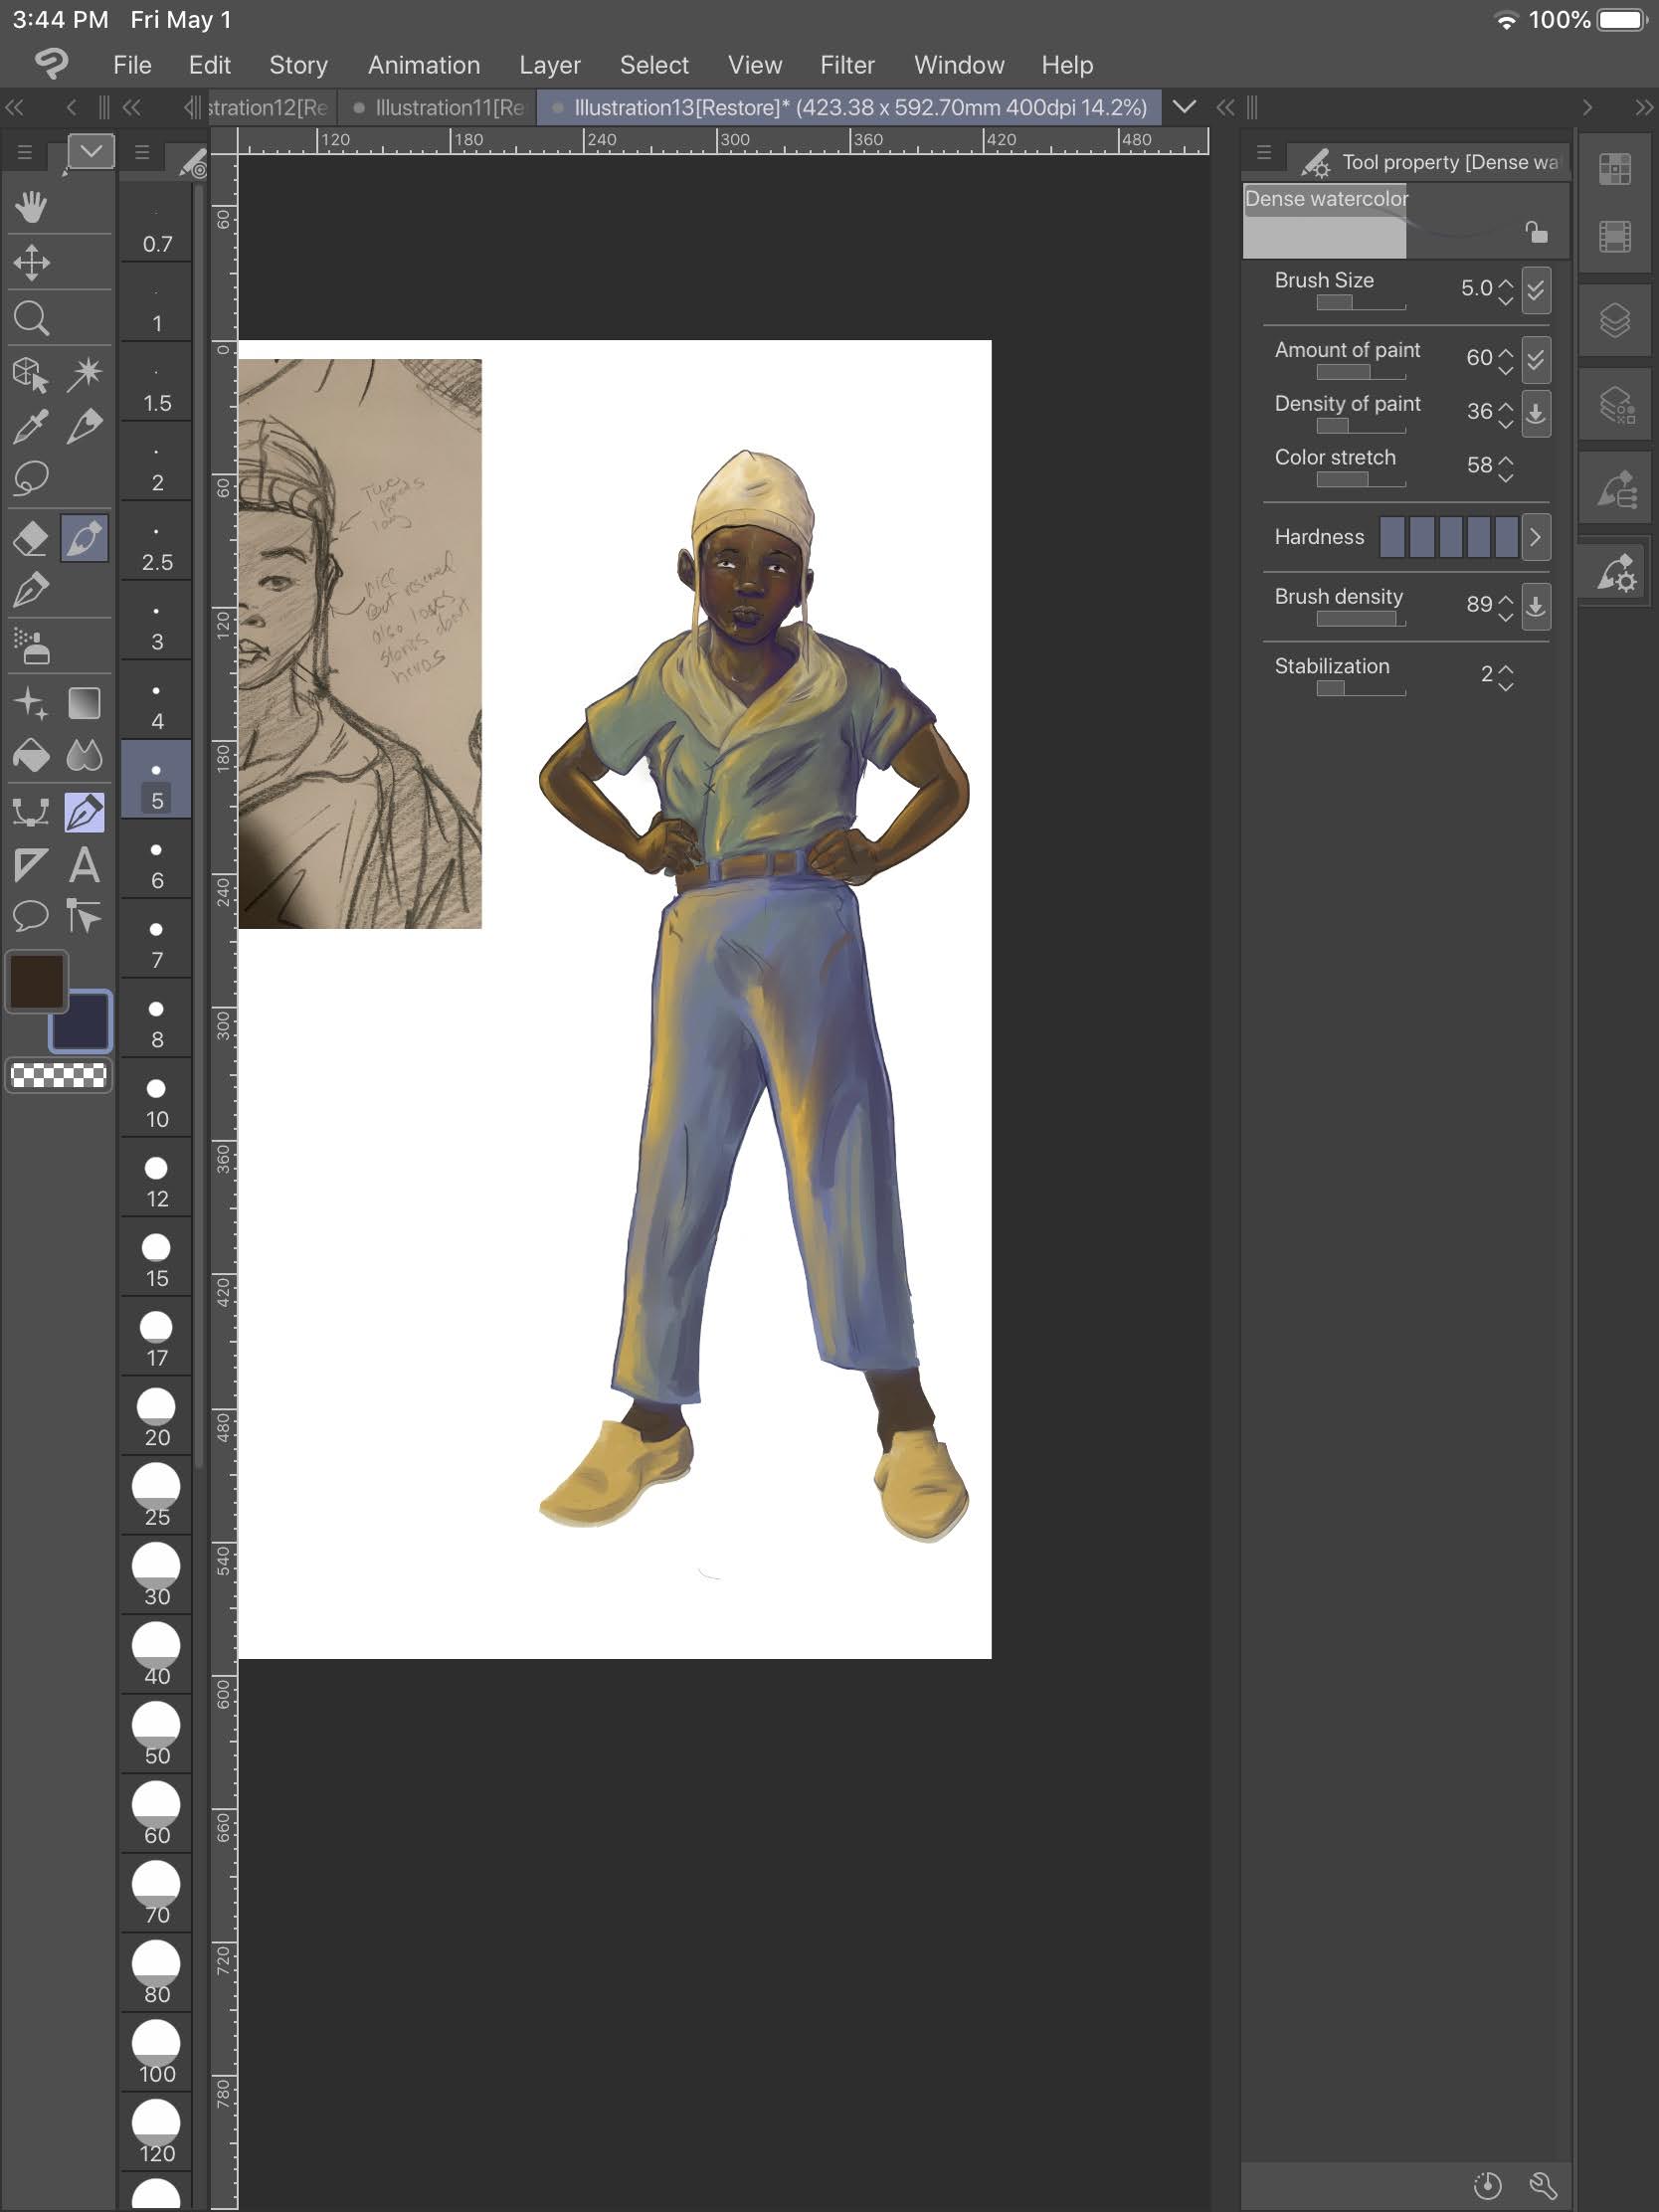 3:44 PM Fri May 1
100%
File Edit Story Animation Layer Select View Filter Window Help
stration12[Re
Illustration11[Re
Illustration13[Restore]* (423.38 x 592.70mm 400dpi 14.2%)
120 180 240 300 360 420 480
60
0
60
120
180
240
300
360
420
480
540
600
660
720
780
0.7
1
1.5
2
2.5
3
4
5
6
7
8
10
12
15
17
20
25
30
40
50
60
70
80
100
120
A
Two
long
nice
but reserved
also loves
stories about
heros
Tool property [Dense wa
Dense watercolor
Brush Size 5.0
Amount of paint 60
Density of paint 36
Color stretch 58
Hardness
Brush density 89
Stabilization 2